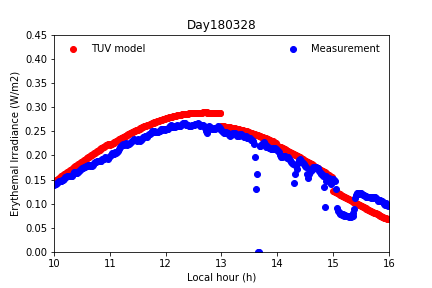 Day180328
TUV model
Measurement
Erythemal Irradiance (W/m2)
0.45
0.40
0.35
0.30
0.25
0.20
0.15
0.10
0.05
0.00
10 11 12 13 14 15 16
Local hour (h)